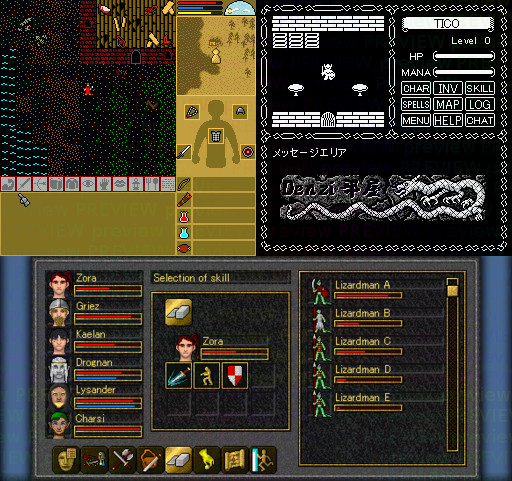 TICO
Level 0
HP
MANA
CHAR INV SKILL
SPELLS MAP LOG
MENU HELP CHAT
メッセージエリア
Denzi
Zora
Griez
Kaelan
Drognan
Lysander
Charsi
Selection of skill
Zora
Lizardman A
Lizardman B
Lizardman C
Lizardman D
Lizardman E